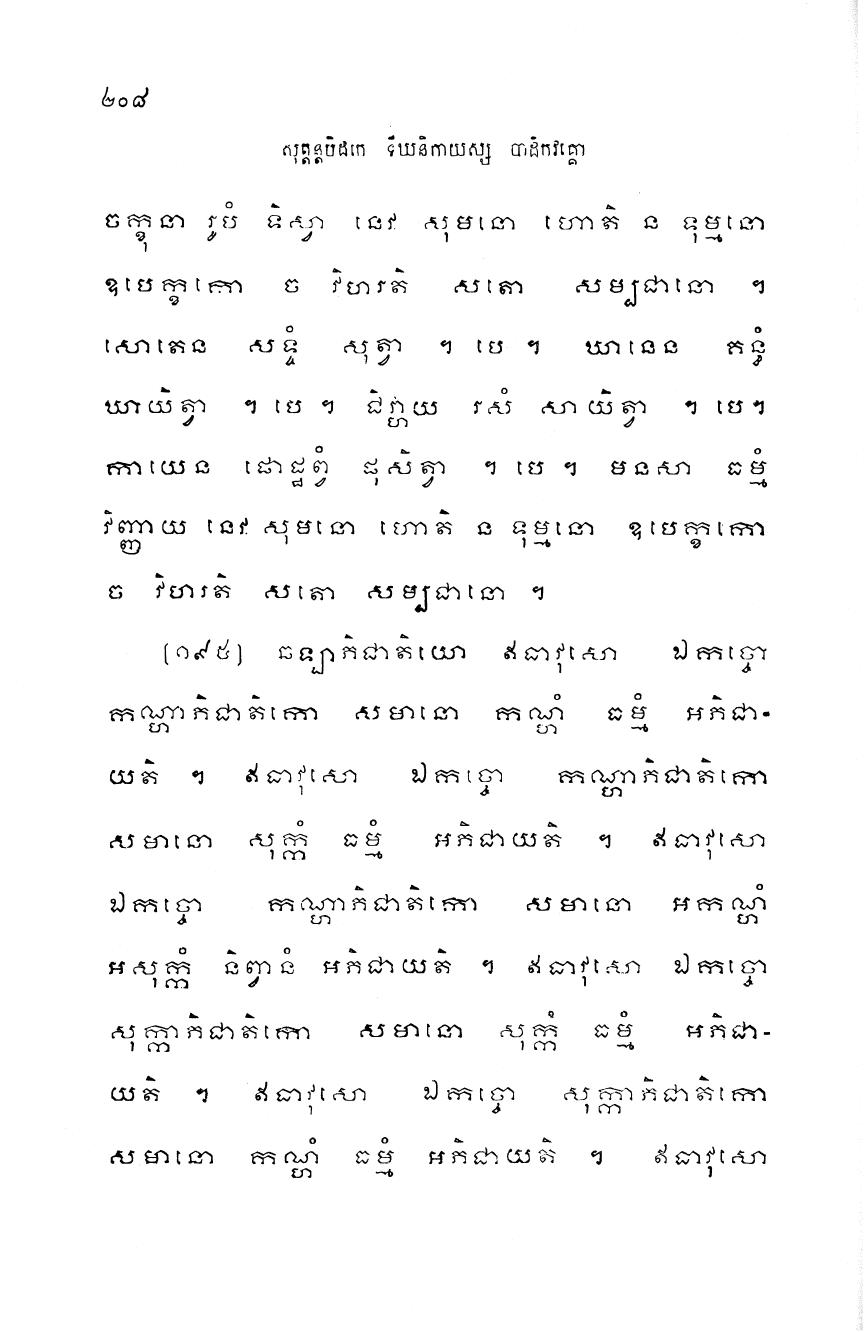 ២០៨
សុត្តន្តបិដកេ ទីឃនិកាយស្ស បាដិកវគ្គោ
ចក្ខុនា រូបំ ទិស្វា នេវ សុមនោ ហោតិ ន ទុម្មនោ
ឧបេក្ខកោ ច វិហរតិ សតោ សម្បជានោ ។
សោតេន សទ្ទំ សុត្វា ។ បេ ។ ឃានេន គន្ធំ
ឃាយិត្វា ។ បេ ។ ជិវ្ហាយ រសំ សាយិត្វា ។ បេ។
កាយេន ផោដ្ឋព្វំ ផុសិត្វា ។ បេ ។ មនសា ធម្មំ
វិញ្ញាយ នេវ សុមនោ ហោតិ ន ទុម្មនោ ឧបេក្ខកោ
ច វិហរតិ សតោ សម្បជានោ ។
(១៩៥) ឆឡាភិជាតិយោ ឥធាវុសោ ឯកច្ចោ
កណ្ហាភិជាតិកោ សមានោ កណ្ហំ ធម្មំ អភិជា-
យតិ ។ ឥធាវុសោ ឯកច្ចោ កណ្ហាភិជាតិកោ
សមានោ សុក្កំ ធម្មំ អភិជាយតិ ។ ឥធាវុសោ
ឯកច្ចោ កណ្ហាភិជាតិកោ សមានោ អកណ្ហំ
អសុក្កំ និព្វានំ អភិជាយតិ ។ ឥធាវុសោ ឯកច្ចោ
សុក្កាភិជាតិកោ សមានោ សុក្កំ ធម្មំ អភិជា-
យតិ ។ ឥធាវុសោ ឯកច្ចោ សុក្កាភិជាតិកោ
សមានោ កណ្ហំ ធម្មំ អភិជាយតិ ។ ឥធាវុសោ